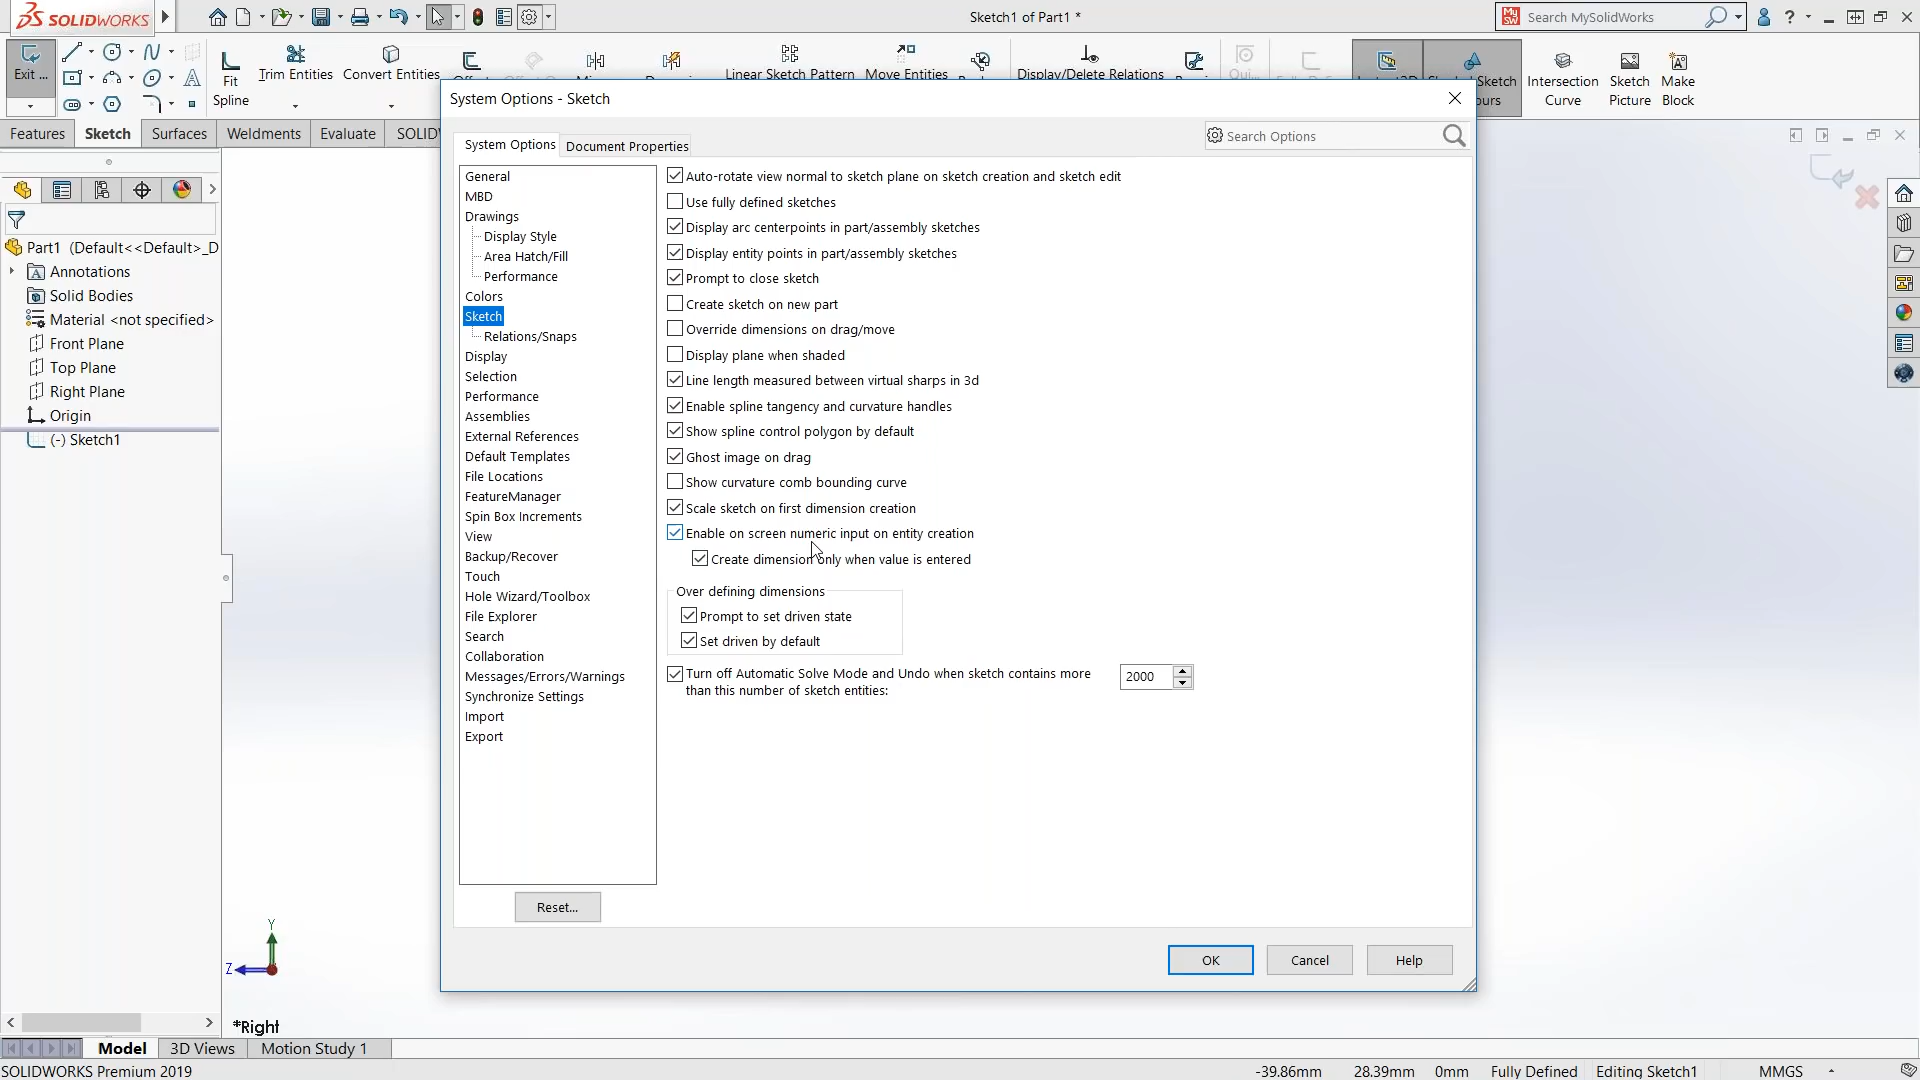 SOLIDWORKS
Sketch1 of Part1 *
Search MySolidWorks
Exit ...
Fit
Spline
Trim Entities
Convert Entities
Linear Sketch Pattern
Move Entities
Display/Delete Relations
Intersection
Curve
Sketch
Picture
Make
Block
Features
Sketch
Surfaces
Weldments
Evaluate
System Options - Sketch
System Options
Document Properties
Search Options
Part1 (Default<<Default>_D
Annotations
Solid Bodies
Material <not specified>
Front Plane
Top Plane
Right Plane
Origin
(-) Sketch1
General
MBD
Drawings
Display Style
Area Hatch/Fill
Performance
Colors
Sketch
Relations/Snaps
Display
Selection
Performance
Assemblies
External References
Default Templates
File Locations
FeatureManager
Spin Box Increments
View
Backup/Recover
Touch
Hole Wizard/Toolbox
File Explorer
Search
Collaboration
Messages/Errors/Warnings
Synchronize Settings
Import
Export
Reset...
Auto-rotate view normal to sketch plane on sketch creation and sketch edit
Use fully defined sketches
Display arc centerpoints in part/assembly sketches
Display entity points in part/assembly sketches
Prompt to close sketch
Create sketch on new part
Override dimensions on drag/move
Display plane when shaded
Line length measured between virtual sharps in 3d
Enable spline tangency and curvature handles
Show spline control polygon by default
Ghost image on drag
Show curvature comb bounding curve
Scale sketch on first dimension creation
Enable on screen numeric input on entity creation
Create dimension only when value is entered
Over defining dimensions
Prompt to set driven state
Set driven by default
Turn off Automatic Solve Mode and Undo when sketch contains more
than this number of sketch entities:
2000
OK
Cancel
Help
Y
Z
*Right
Model
3D Views
Motion Study 1
SOLIDWORKS Premium 2019
-39.86mm
28.39mm
0mm
Fully Defined
Editing Sketch1
MMGS